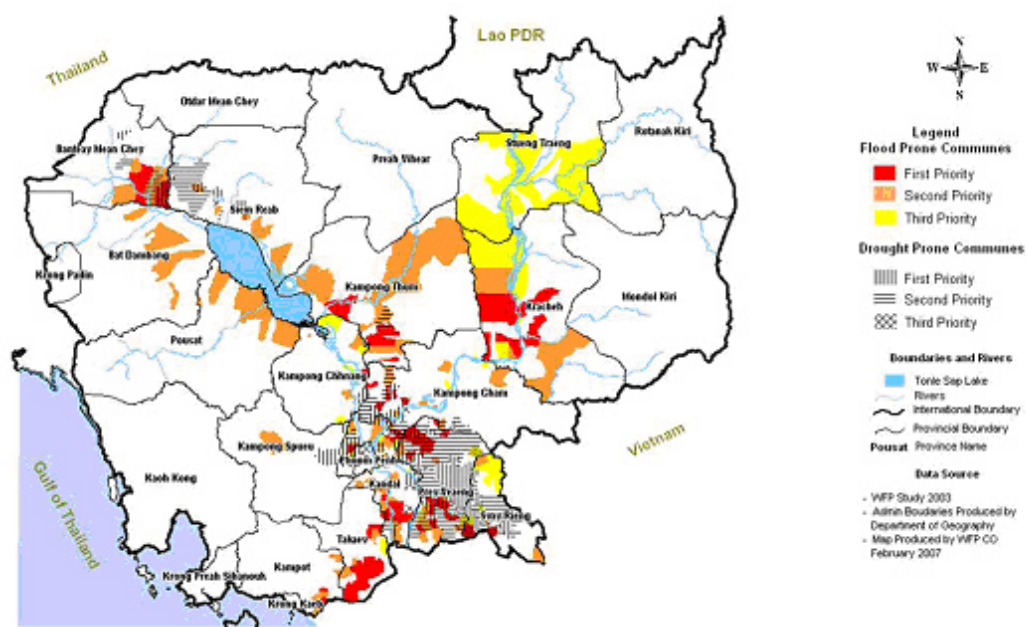 Lao PDR
Thailand
Otdar Mean Chey
Banteay Mean Chey
Preah Vihear
Stueng Traeng
Rotanak Kiri
Siem Reab
Bat Dambang
Krong Pailin
Kampong Thum
Kracheh
Mondol Kiri
Pousat
Kampong Chhnang
Kampong Cham
Kampong Spueu
Phnom Penh
Kaoh Kong
Kandal
Prey Veaeng
Svay Rieng
Takaev
Kampot
Krong Preah Sihanouk
Krong Kaeb
Gulf of Thailand
Vietnam
N
W E
S
Legend
Flood Prone Communes
First Priority
Second Priority
Third Priority
Drought Prone Communes
First Priority
Second Priority
Third Priority
Boundaries and Rivers
Tonle Sap Lake
Rivers
International Boundary
Provincial Boundary
Pousat Province Name
Data Source
- WFP Study 2003
- Admin Boudaries Produced by
Department of Geography
- Map Produced by WFP CO
February 2007